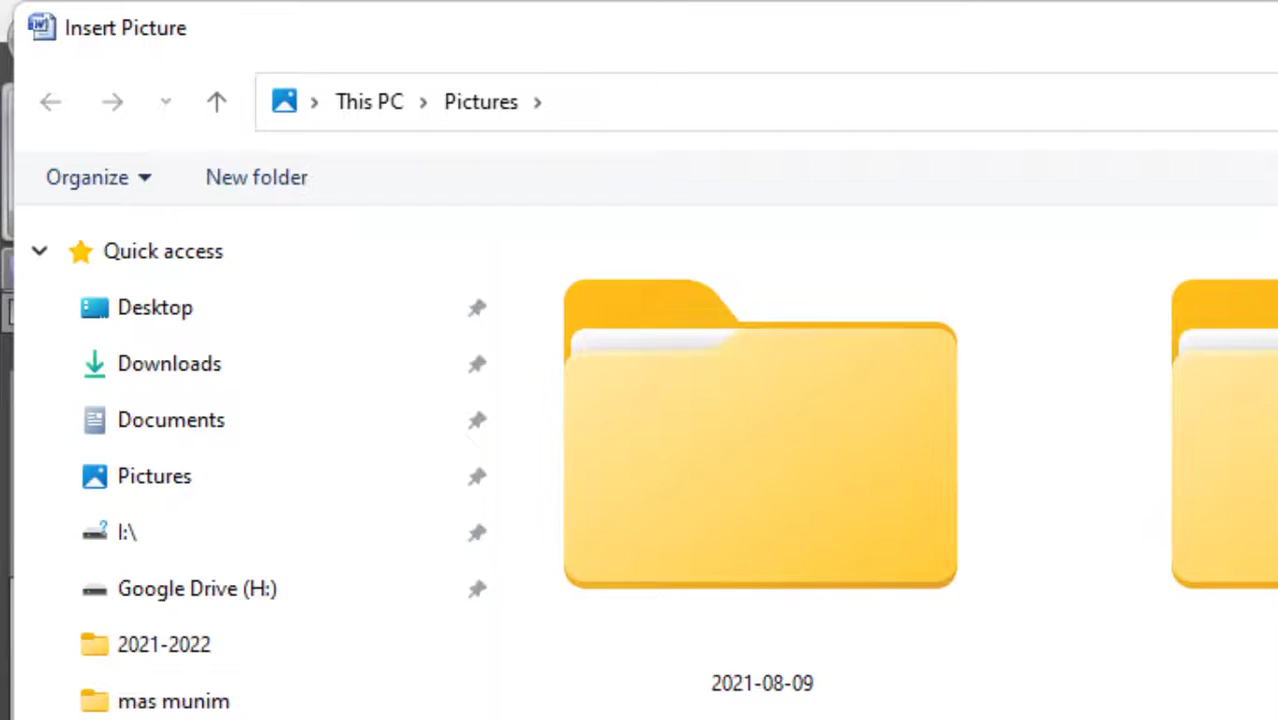 Insert Picture
This PC > Pictures >
Organize New folder
Quick access
Desktop
Downloads
Documents
Pictures
I:\
Google Drive (H:)
2021-2022
mas munim
2021-08-09